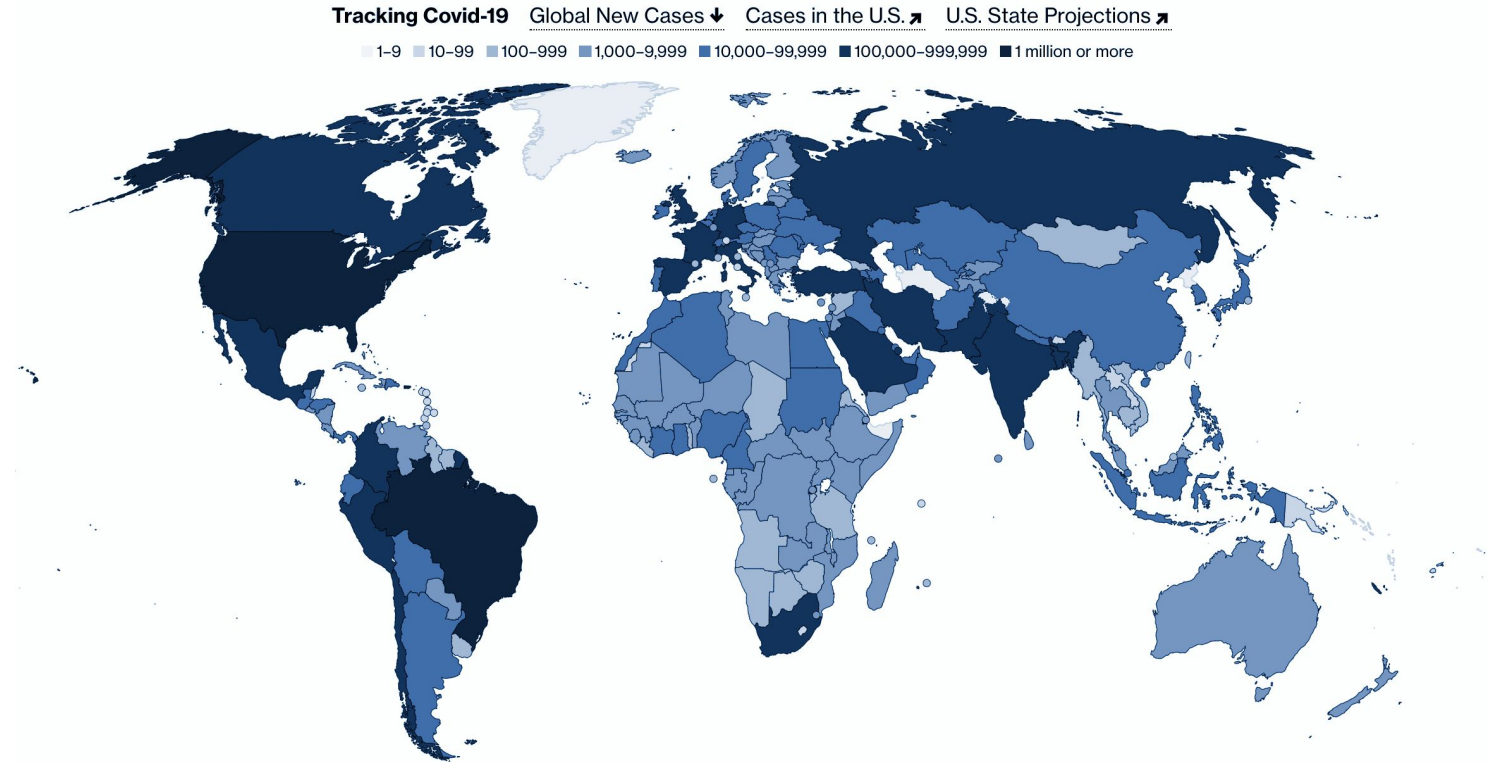 Tracking Covid-19 Global New Cases ↓ Cases in the U.S. ↗ U.S. State Projections ↗
1–9 10–99 100–999 1,000–9,999 10,000–99,999 100,000–999,999 1 million or more